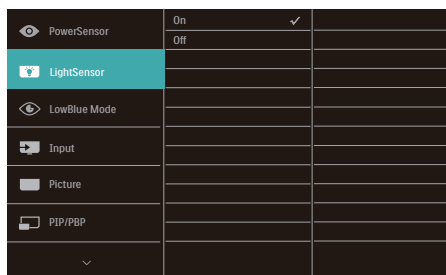 PowerSensor
On
Off
LightSensor
LowBlue Mode
Input
Picture
PIP/PBP